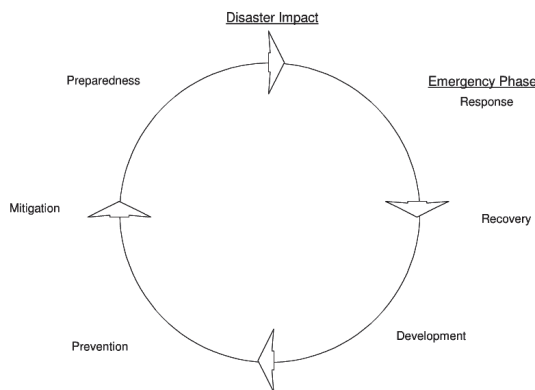 Disaster Impact
Preparedness
Emergency Phase
Response
Mitigation
Recovery
Prevention
Development